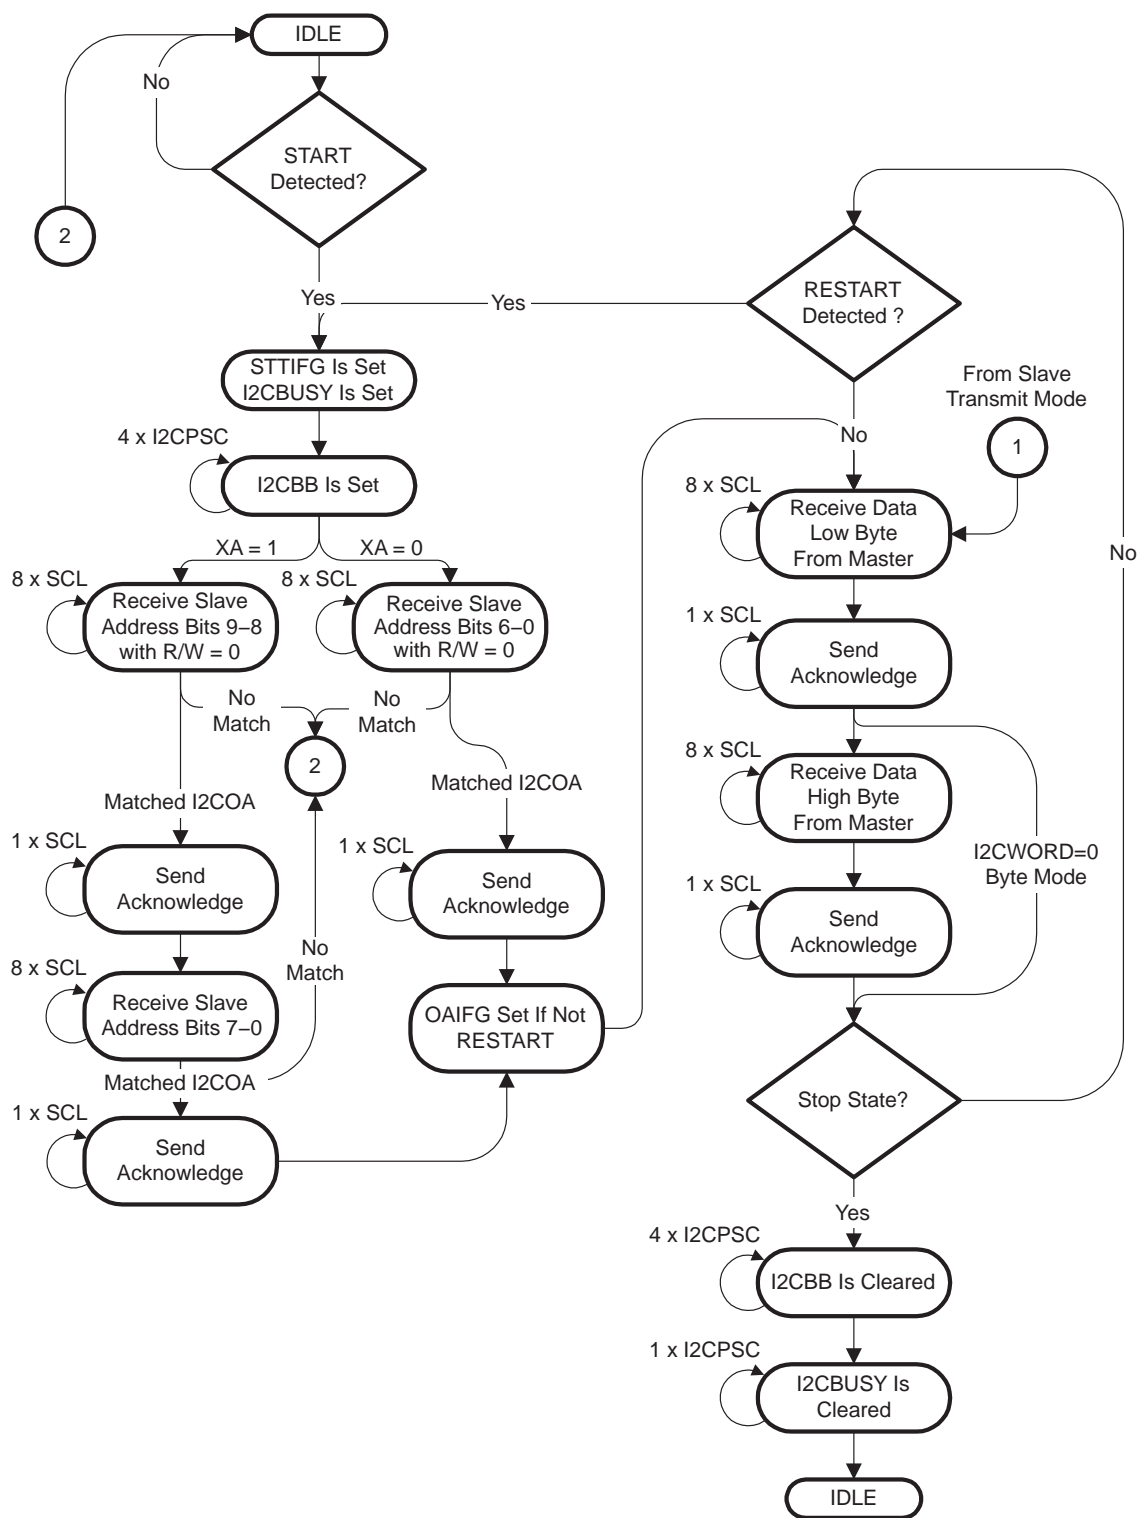 IDLE
No
START
Detected?
2
Yes
Yes
RESTART
Detected ?
STTIFG Is Set
I2CBUSY Is Set
4 x I2CPSC
I2CBB Is Set
XA = 1
XA = 0
8 x SCL
Receive Slave
Address Bits 9–8
with R/W = 0
8 x SCL
Receive Slave
Address Bits 6–0
with R/W = 0
No
Match
No
Match
2
Matched I2COA
Matched I2COA
1 x SCL
Send
Acknowledge
1 x SCL
Send
Acknowledge
8 x SCL
Receive Slave
Address Bits 7–0
No
Match
OAIFG Set If Not
RESTART
Matched I2COA
1 x SCL
Send
Acknowledge
From Slave
Transmit Mode
1
No
8 x SCL
Receive Data
Low Byte
From Master
No
1 x SCL
Send
Acknowledge
8 x SCL
Receive Data
High Byte
From Master
I2CWORD=0
Byte Mode
1 x SCL
Send
Acknowledge
Stop State?
Yes
4 x I2CPSC
I2CBB Is Cleared
1 x I2CPSC
I2CBUSY Is
Cleared
IDLE